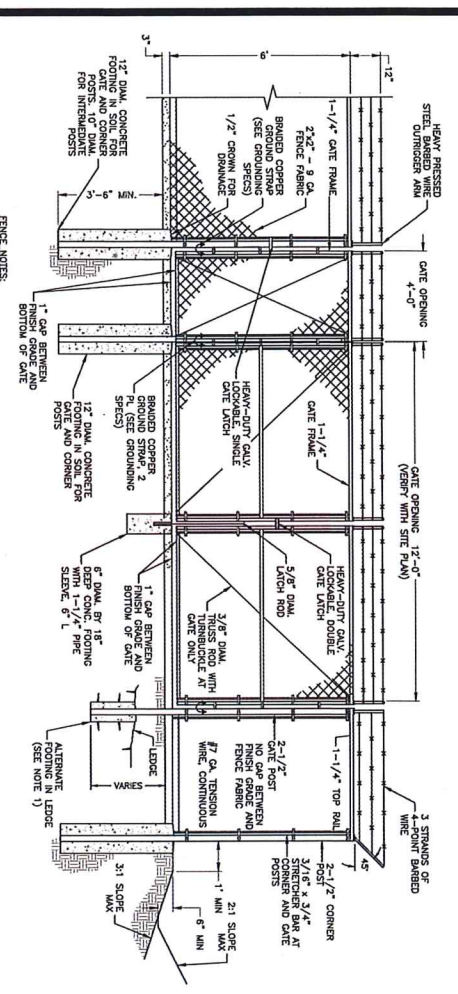 HEAVY PRESSED
STEEL BARBED WIRE
OUTRIGGER ARM
GATE OPENING
4'-0"
GATE OPENING 12'-0"
(VERIFY WITH SITE PLAN)
3 STRANDS OF
4-POINT BARBED
WIRE
12"
6'
3"
45°
1-1/4" GATE FRAME
2"x2" - 9 GA.
FENCE FABRIC
BRAIDED COPPER
GROUND STRAP
(SEE GROUNDING
SPECS)
1/2" CROWN FOR
DRAINAGE
1-1/4"
GATE FRAME
HEAVY-DUTY GALV.
LOCKABLE, SINGLE
GATE LATCH
HEAVY-DUTY GALV.
LOCKABLE, DOUBLE
GATE LATCH
5/8" DIAM.
LATCH ROD
3/8" DIAM.
TRUSS ROD WITH
TURNBUCKLE AT
GATE ONLY
1-1/4" TOP RAIL
2-1/2"
GATE POST
NO GAP BETWEEN
FINISH GRADE AND
FENCE FABRIC
#7 GA. TENSION
WIRE, CONTINUOUS
2-1/2" CORNER
POST
3/16" x 3/4"
STRETCHER BAR AT
CORNER AND GATE
POSTS
1' MIN
2:1 SLOPE
MAX
6" MIN
3:1 SLOPE
MAX
3'-6" MIN.
12" DIAM. CONCRETE
FOOTING IN SOIL FOR
GATE AND CORNER
POSTS. 10" DIAM.
FOR INTERMEDIATE
POSTS
1" GAP BETWEEN
FINISH GRADE AND
BOTTOM OF GATE
BRAIDED COPPER
GROUND STRAP, 2
PL (SEE GROUNDING
SPECS)
12" DIAM. CONCRETE
FOOTING IN SOIL FOR
GATE AND CORNER
POSTS
1" GAP BETWEEN
FINISH GRADE AND
BOTTOM OF GATE
6" DIAM. BY 18"
DEEP CONC. FOOTING
WITH 1-1/4" PIPE
SLEEVE, 6" L
LEDGE
VARIES
ALTERNATE
FOOTING IN LEDGE
(SEE NOTE 1)
FENCE NOTES: